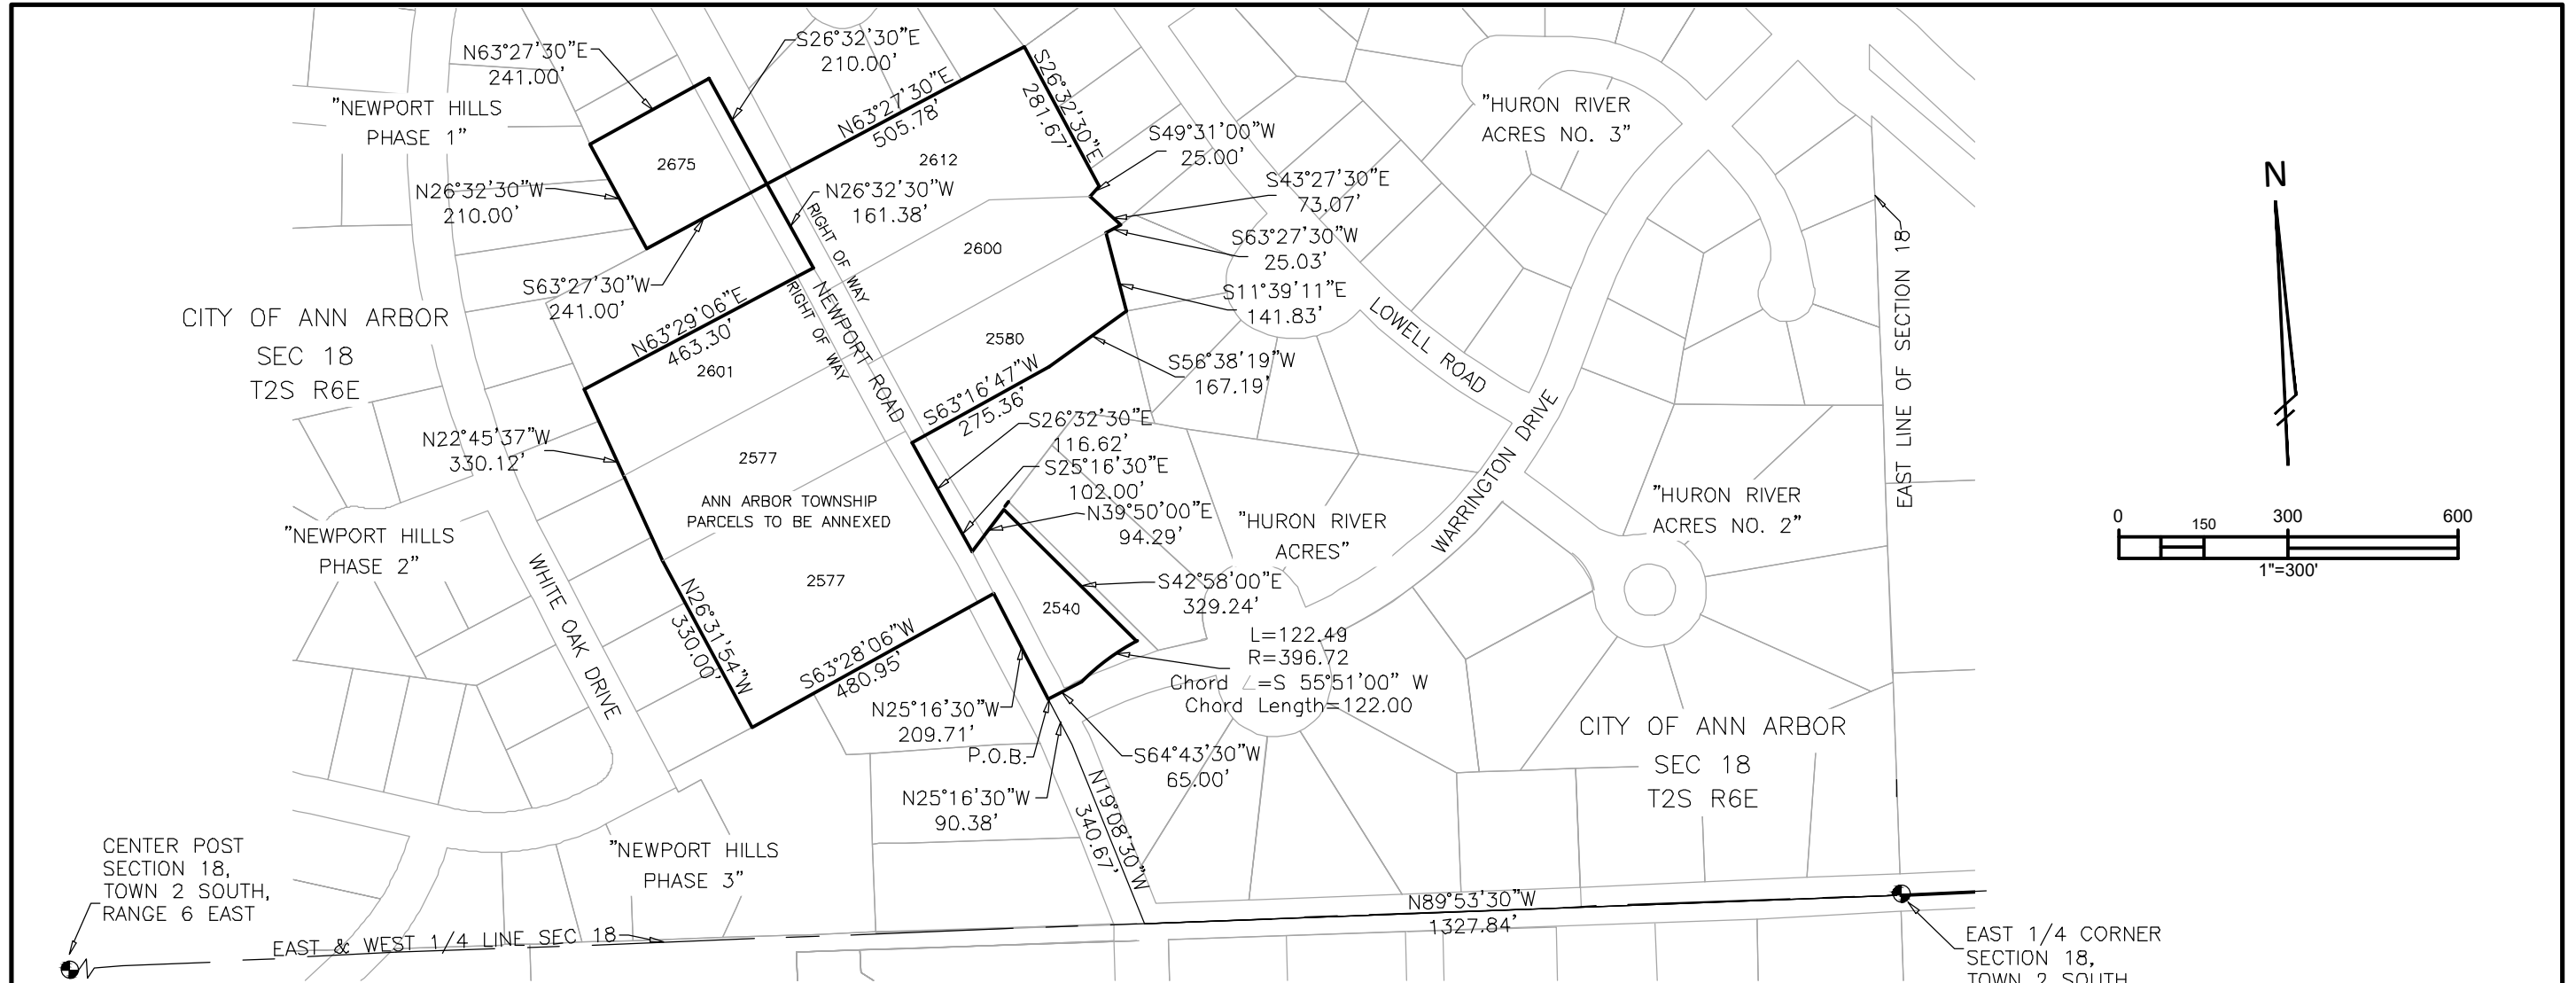 N63°27'30"E
241.00'
S26°32'30"E
210.00'
"NEWPORT HILLS
PHASE 1"
2675
N63°27'30"E
505.78'
S26°32'30"E
281.67'
"HURON RIVER
ACRES NO. 3"
2612
S49°31'00"W
25.00'
N26°32'30"W
210.00'
N26°32'30"W
161.38'
S43°27'30"E
73.07'
N
RIGHT OF WAY
2600
S63°27'30"W
25.03'
S63°27'30"W
241.00'
S11°39'11"E
141.83'
EAST LINE OF SECTION 18
CITY OF ANN ARBOR
SEC 18
T2S R6E
N63°29'06"E
463.30'
RIGHT OF WAY
NEWPORT ROAD
2580
LOWELL ROAD
2601
S56°38'19"W
167.19'
S63°16'47"W
275.36'
N22°45'37"W
330.12'
2577
S26°32'30"E
116.62'
S25°16'30"E
102.00'
WARRINGTON DRIVE
ANN ARBOR TOWNSHIP
PARCELS TO BE ANNEXED
N39°50'00"E
94.29'
"HURON RIVER
ACRES"
"HURON RIVER
ACRES NO. 2"
0 150 300 600
1"=300'
"NEWPORT HILLS
PHASE 2"
WHITE OAK DRIVE
2577
S42°58'00"E
329.24'
2540
L=122.49
R=396.72
Chord ∠=S 55°51'00" W
Chord Length=122.00
N26°31'54"W
330.00'
S63°28'06"W
480.95'
N25°16'30"W
209.71'
P.O.B.
S64°43'30"W
65.00'
N25°16'30"W
90.38'
N19°08'30"W
340.67'
CITY OF ANN ARBOR
SEC 18
T2S R6E
"NEWPORT HILLS
PHASE 3"
CENTER POST
SECTION 18,
TOWN 2 SOUTH,
RANGE 6 EAST
EAST & WEST 1/4 LINE SEC 18
N89°53'30"W
1327.84'
EAST 1/4 CORNER
SECTION 18,
TOWN 2 SOUTH